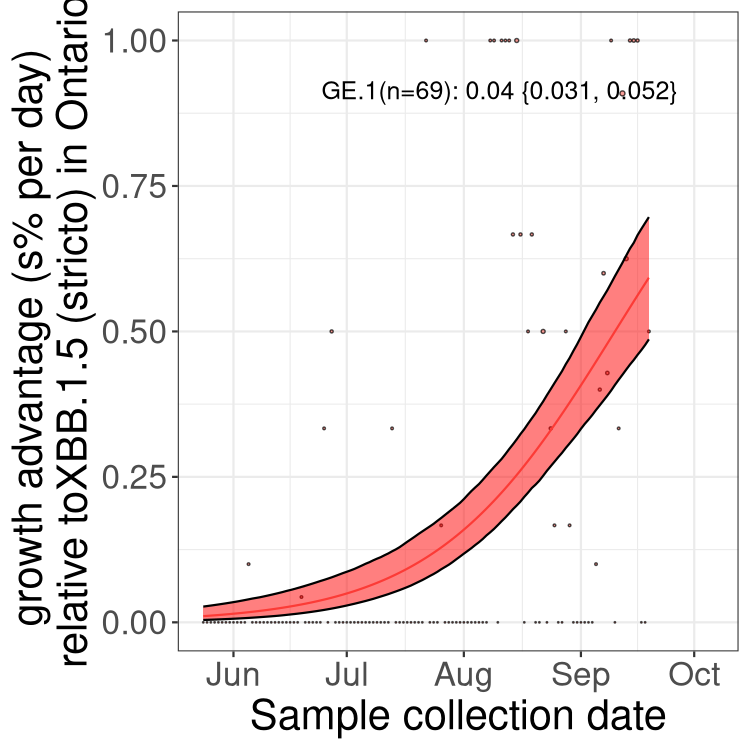 growth advantage (s% per day)
relative toXBB.1.5 (stricto) in Ontario
1.00
0.75
0.50
0.25
0.00
GE.1(n=69): 0.04 {0.031, 0.052}
Jun Jul Aug Sep Oct
Sample collection date